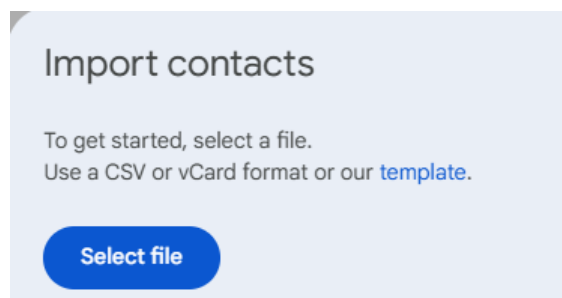 Import contacts
To get started, select a file.
Use a CSV or vCard format or our template.
Select file